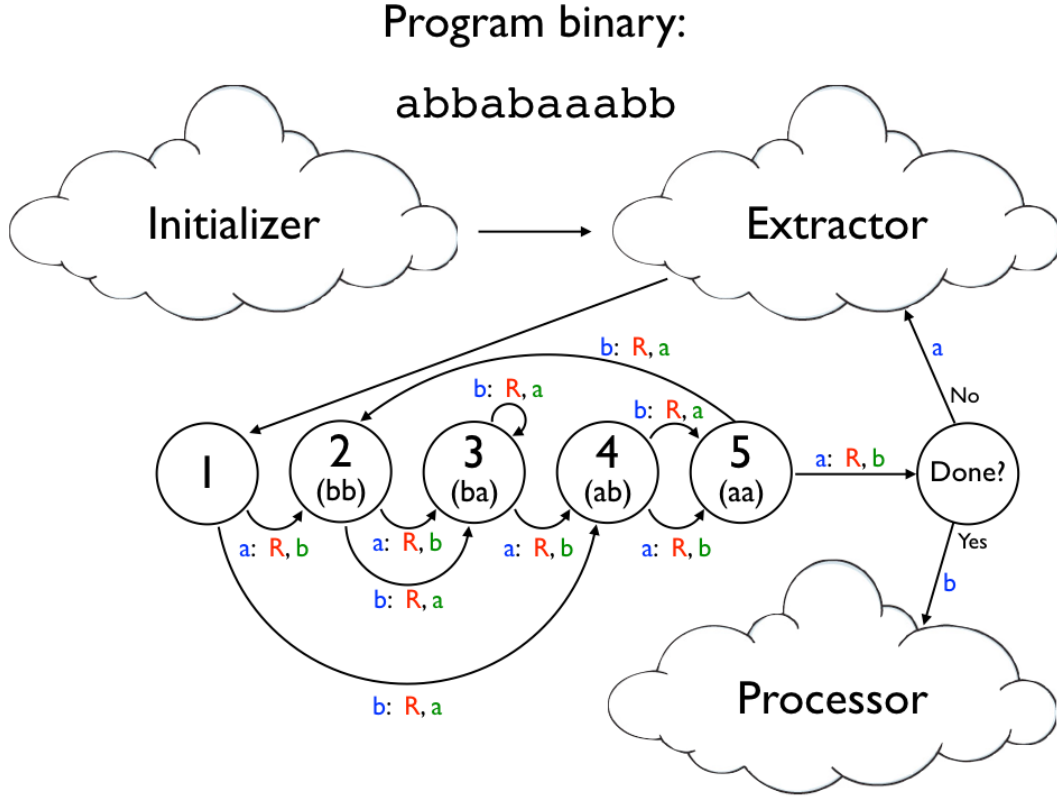 Program binary:
abbabaaabb
Initializer
Extractor
b: R, a
a
b: R, a
b: R, a
No
1
2
(bb)
3
(ba)
4
(ab)
5
(aa)
a: R, b
Done?
a: R, b
a: R, b
a: R, b
a: R, b
Yes
b: R, a
b
b: R, a
Processor